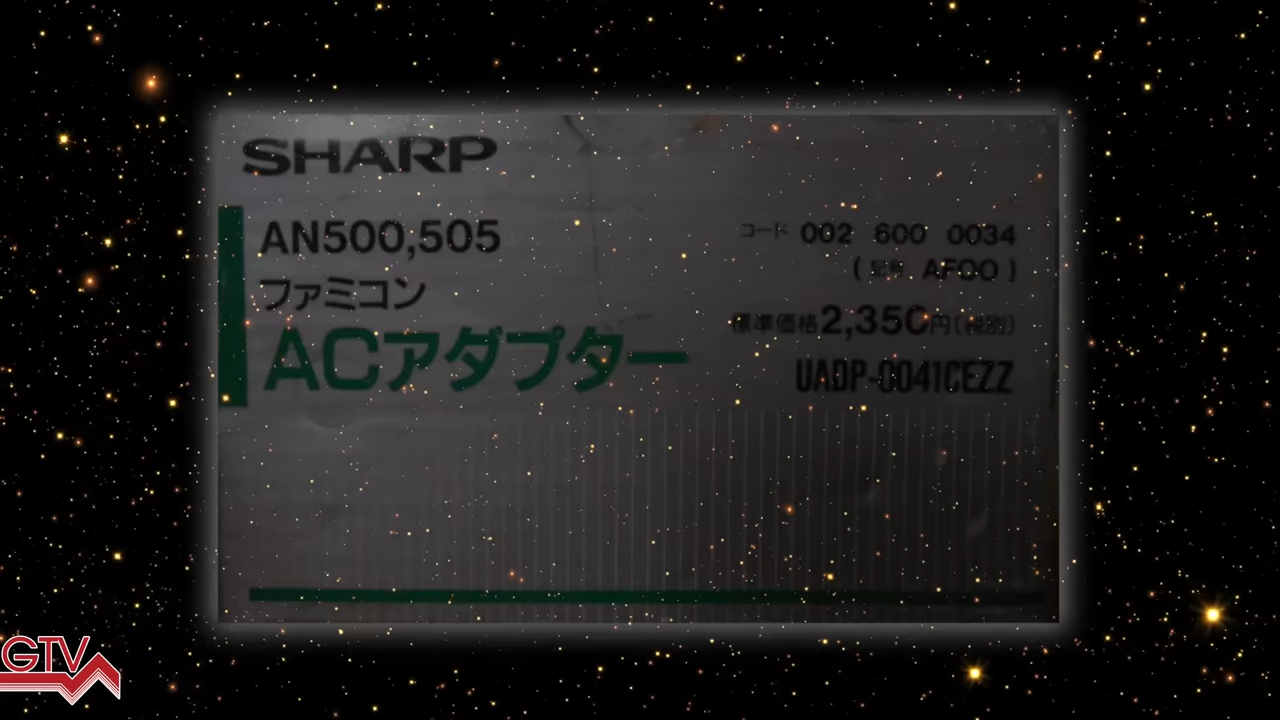 SHARP
AN500,505
ファミコン
ACアダプター
コード 002 600 0034
( AFOO )
標準価格2,350円(税別)
UADP-0041CEZZ
GTV